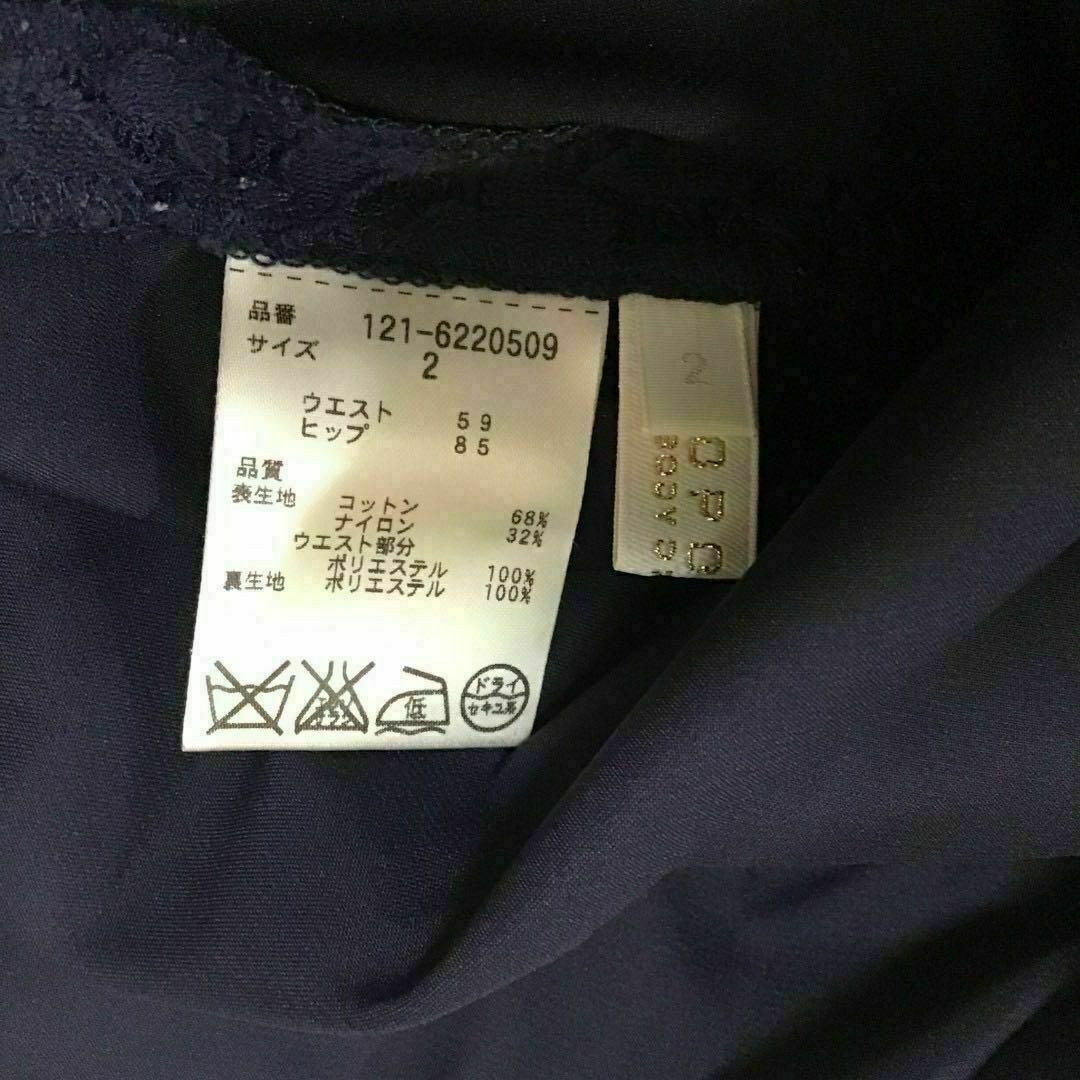 品番 121-6220509
サイズ 2
ウエスト 59
ヒップ 85
品質
表生地 コットン 68%
ナイロン 32%
ウエスト部分
ポリエステル 100%
裏生地 ポリエステル 100%
低
ドライ
セキユ系
2